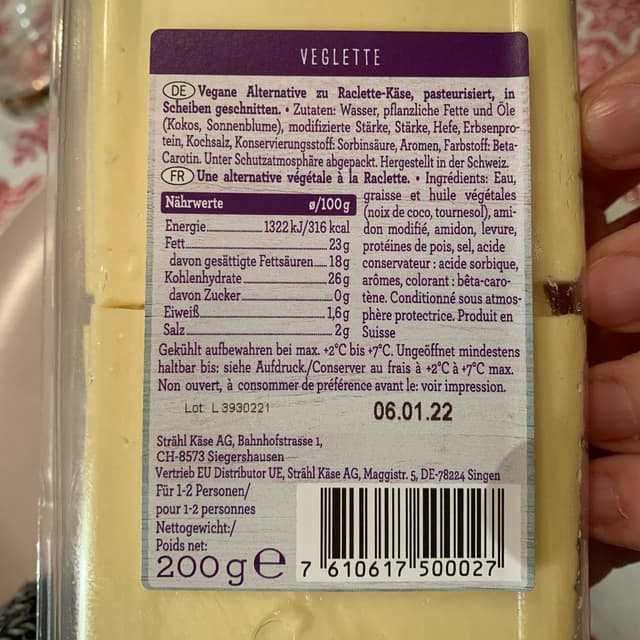 VEGLETTE
DE Vegane Alternative zu Raclette-Käse, pasteurisiert, in
Scheiben geschnitten. • Zutaten: Wasser, pflanzliche Fette und Öle
(Kokos, Sonnenblume), modifizierte Stärke, Stärke, Hefe, Erbsenpro-
tein, Kochsalz, Konservierungsstoff: Sorbinsäure, Aromen, Farbstoff: Beta-
Carotin. Unter Schutzatmosphäre abgepackt. Hergestellt in der Schweiz.
FR Une alternative végétale à la Raclette. • Ingrédients: Eau,
graisse et huile végétales
(noix de coco, tournesol), ami-
don modifié, amidon, levure,
protéines de pois, sel, acide
conservateur : acide sorbique,
arômes, colorant : bêta-caro-
tène. Conditionné sous atmos-
phère protectrice. Produit en
Suisse
Nährwerte ø/100g
Energie 1322 kJ/316 kcal
Fett 23g
davon gesättigte Fettsäuren 18g
Kohlenhydrate 26g
davon Zucker 0g
Eiweiß 1,6g
Salz 2g
Gekühlt aufbewahren bei max. +2°C bis +7°C. Ungeöffnet mindestens
haltbar bis: siehe Aufdruck./Conserver au frais à +2°C à +7°C max.
Non ouvert, à consommer de préférence avant le: voir impression.
Lot L 3930221 06.01.22
Strähl Käse AG, Bahnhofstrasse 1,
CH-8573 Siegershausen
Vertrieb EU Distributor UE, Strähl Käse AG, Maggistr. 5, DE-78224 Singen
Für 1-2 Personen/
pour 1-2 personnes
Nettogewicht:/
Poids net:
200 g e
7 610617 500027